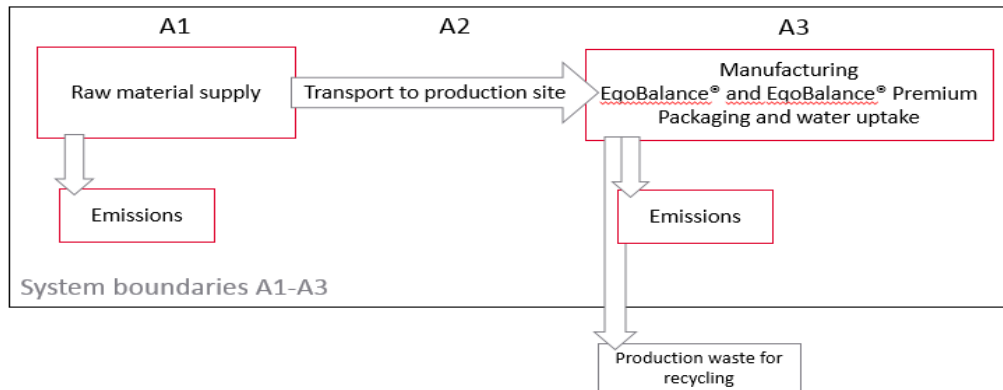 A1
A2
A3
Raw material supply
Transport to production site
Manufacturing
EqoBalance® and EqoBalance® Premium
Packaging and water uptake
Emissions
Emissions
System boundaries A1-A3
Production waste for
recycling